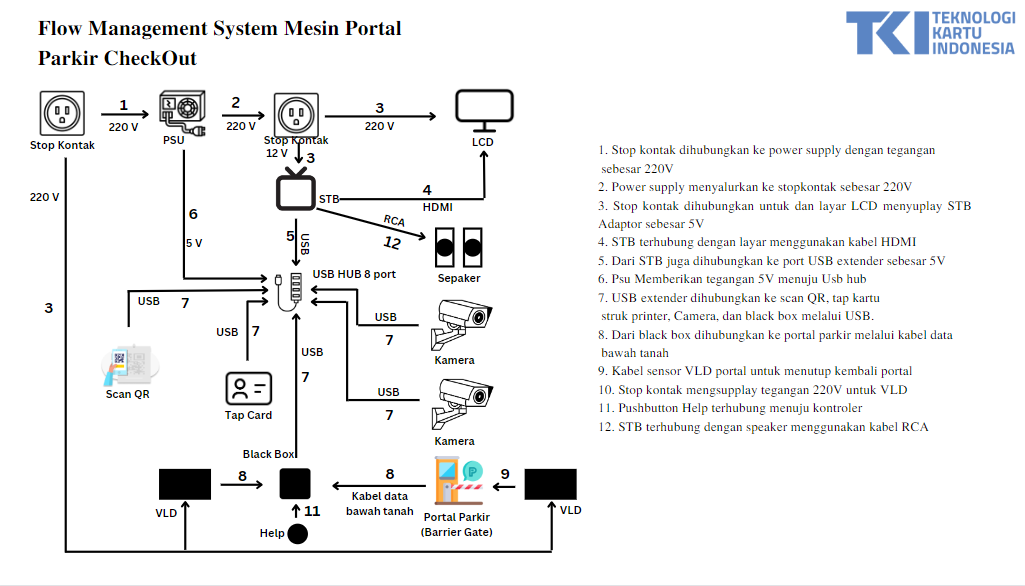 Flow Management System Mesin Portal
Parkir CheckOut
TKI TEKNOLOGI
KARTU
INDONESIA
1
220 V
2
220 V
3
220 V
Stop Kontak
PSU
Stop Kontak
12 V
3
LCD
220 V
STB
4
HDMI
RCA
12
6
5 V
5
USB
Sepaker
USB HUB 8 port
USB
7
3
USB
7
USB
7
USB
7
Kamera
Scan QR
Tap Card
USB
7
Kamera
Black Box
8
8
9
Kabel data
bawah tanah
VLD
11
Help
Portal Parkir
(Barrier Gate)
P
VLD
1. Stop kontak dihubungkan ke power supply dengan tegangan
sebesar 220V
2. Power supply menyalurkan ke stopkontak sebesar 220V
3. Stop kontak dihubungkan untuk dan layar LCD menyuplay STB
Adaptor sebesar 5V
4. STB terhubung dengan layar menggunakan kabel HDMI
5. Dari STB juga dihubungkan ke port USB extender sebesar 5V
6. Psu Memberikan tegangan 5V menuju Usb hub
7. USB extender dihubungkan ke scan QR, tap kartu
struk printer, Camera, dan black box melalui USB.
8. Dari black box dihubungkan ke portal parkir melalui kabel data
bawah tanah
9. Kabel sensor VLD portal untuk menutup kembali portal
10. Stop kontak mengsupplay tegangan 220V untuk VLD
11. Pushbutton Help terhubung menuju kontroler
12. STB terhubung dengan speaker menggunakan kabel RCA